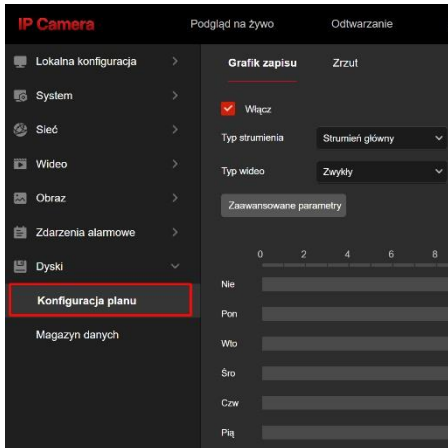 IP Camera
Podgląd na żywo
Odtwarzanie
Lokalna konfiguracja
System
Sieć
Wideo
Obraz
Zdarzenia alarmowe
Dyski
Konfiguracja planu
Magazyn danych
Grafik zapisu
Zrzut
Włącz
Typ strumienia
Strumień główny
Typ wideo
Zwykły
Zaawansowane parametry
0 2 4 6 8
Nie
Pon
Wto
Śro
Czw
Pią